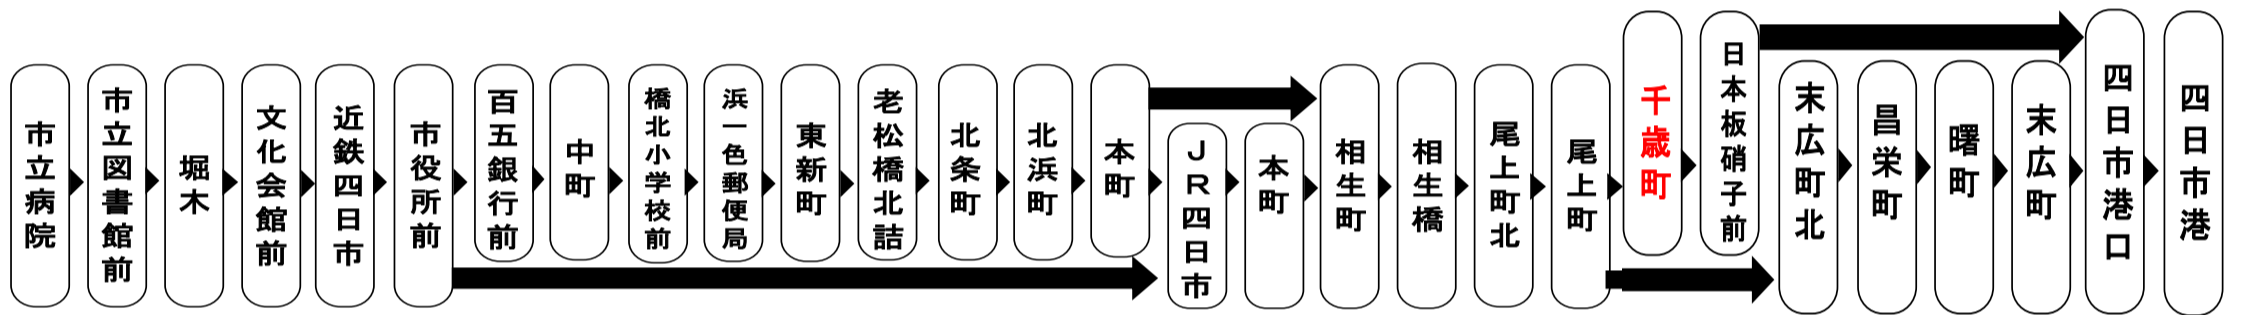 市立病院
市立図書館前
堀木
文化会館前
近鉄四日市
市役所前
百五銀行前
中町
橋北小学校前
浜一色郵便局
東新町
老松橋北詰
北条町
北浜町
本町
JR四日市
本町
相生町
相生橋
尾上町北
尾上町
千歳町
日本板硝子前
末広町北
昌栄町
曙町
末広町
四日市港口
四日市港